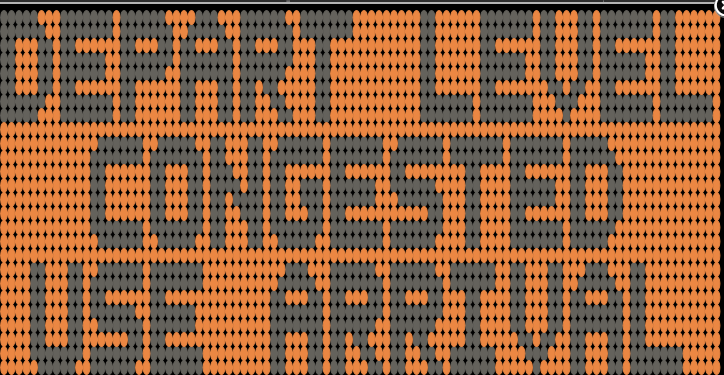 DEPART LEVEL
CONGESTED
USE ARRIVAL